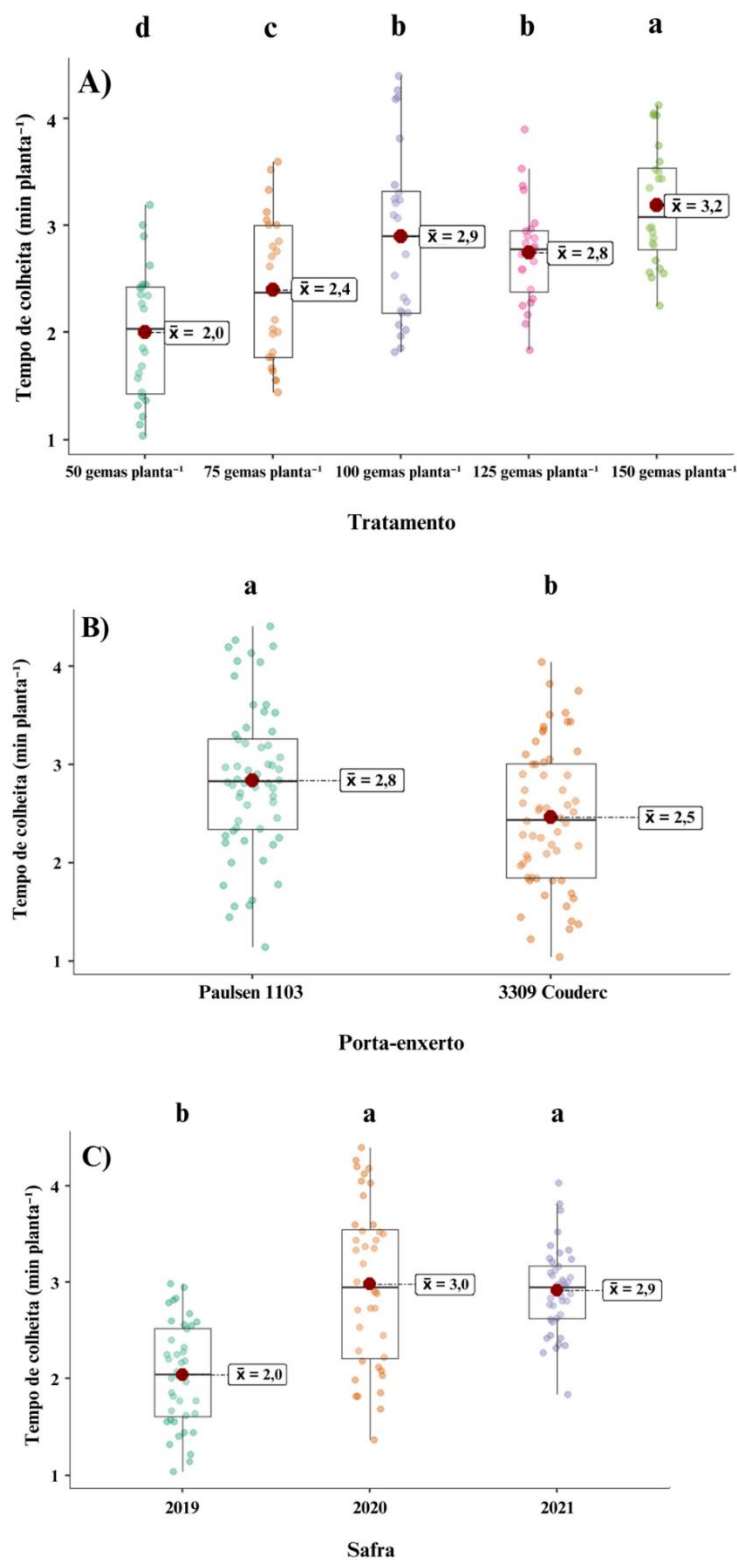 d c b b a
A)
Tempo de colheita (min planta⁻¹)
4
3
2
1
x̄ = 2,0
x̄ = 2,4
x̄ = 2,9
x̄ = 2,8
x̄ = 3,2
50 gemas planta⁻¹ 75 gemas planta⁻¹ 100 gemas planta⁻¹ 125 gemas planta⁻¹ 150 gemas planta⁻¹
Tratamento
a b
B)
Tempo de colheita (min planta⁻¹)
4
3
2
1
x̄ = 2,8
x̄ = 2,5
Paulsen 1103 3309 Couderc
Porta-enxerto
b a a
C)
Tempo de colheita (min planta⁻¹)
4
3
2
1
x̄ = 2,0
x̄ = 3,0
x̄ = 2,9
2019 2020 2021
Safra